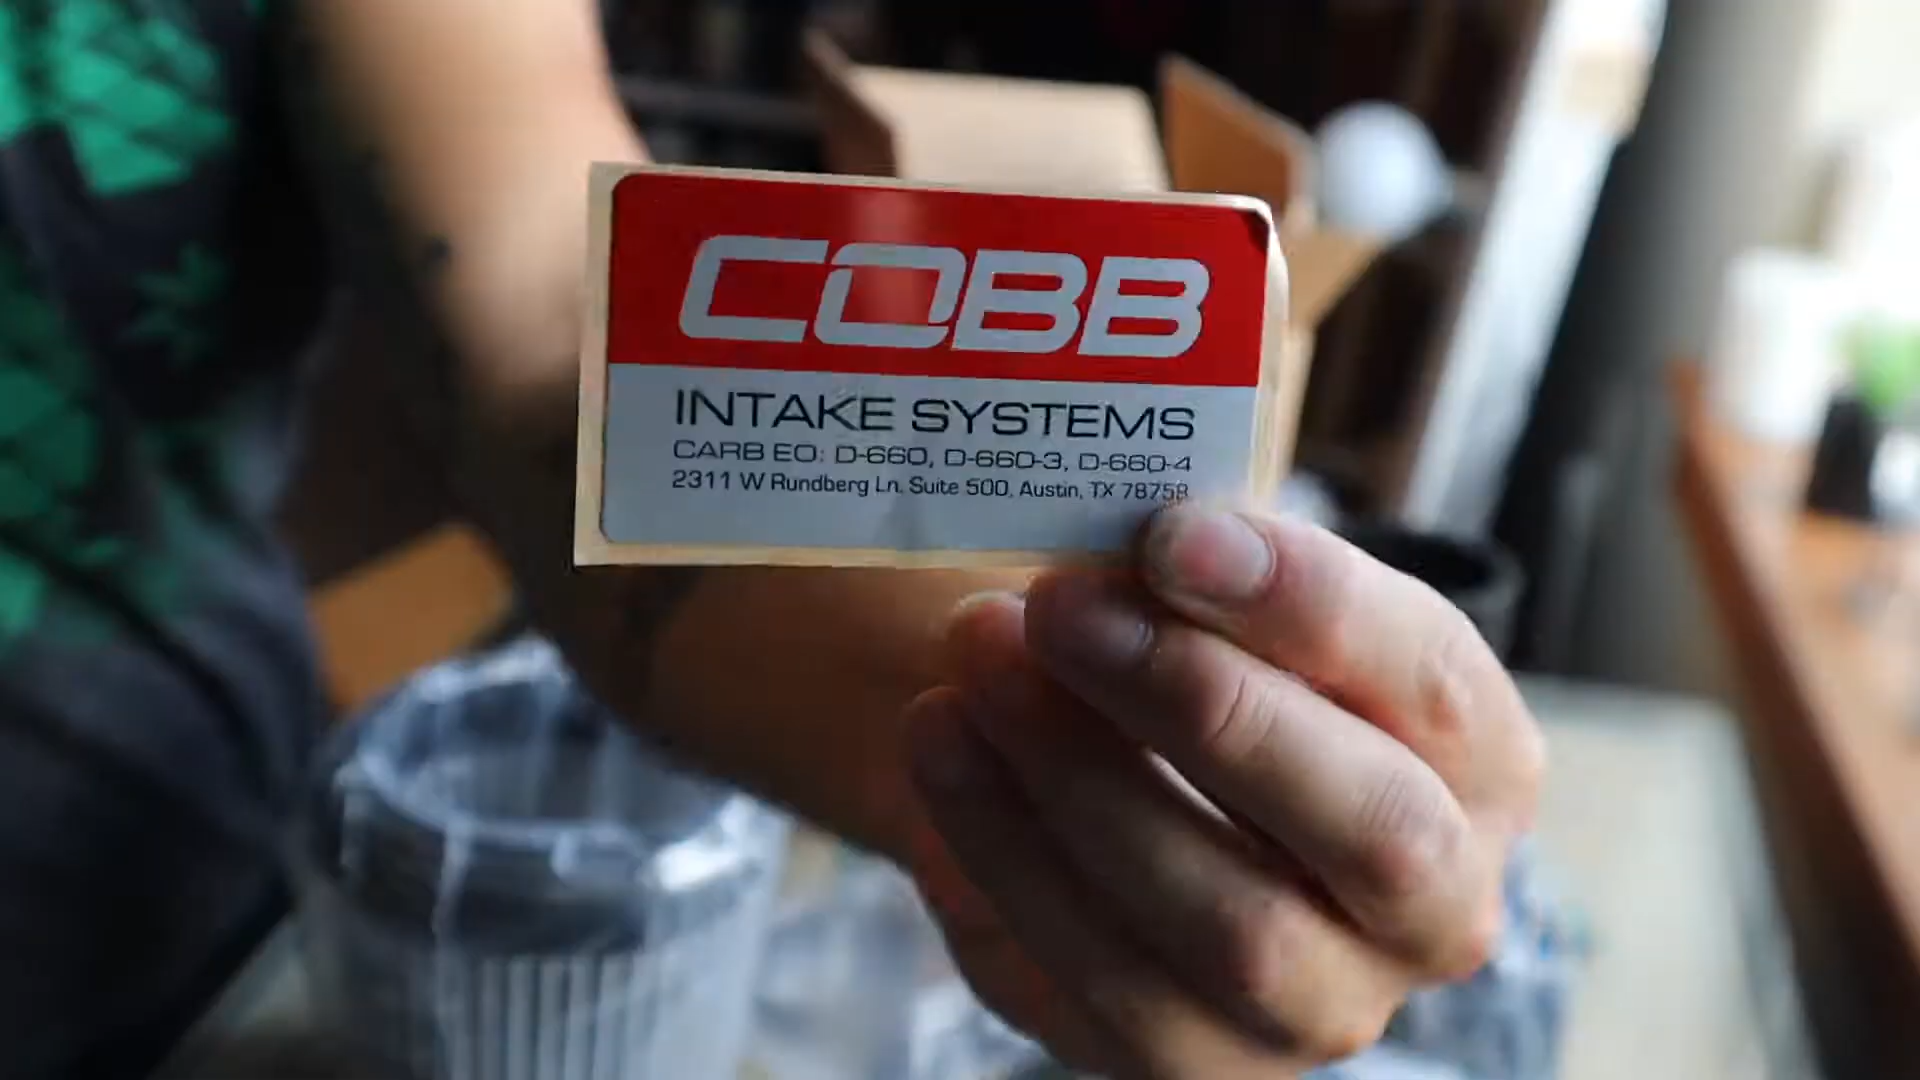 COBB
INTAKE SYSTEMS
CARB EO: D-660, D-660-3, D-660-4
2311 W Rundberg Ln. Suite 500, Austin, TX 78758